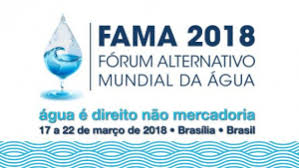 FAMA 2018
FÓRUM ALTERNATIVO
MUNDIAL DA ÁGUA
água é direito não mercadoria
17 a 22 de março de 2018 • Brasília • Brasil